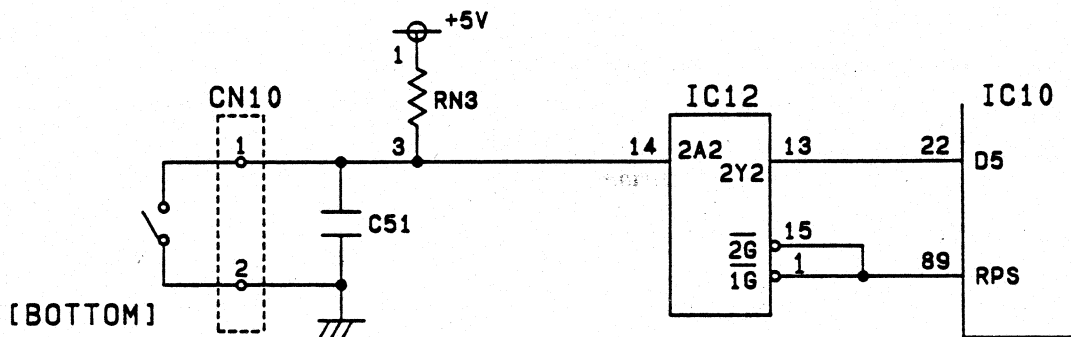 +5V
1
RN3
CN10
IC12
IC10
1
3
14
2A2
13
22
D5
2Y2
C51
2G
15
2
1G
1
89
RPS
[BOTTOM]